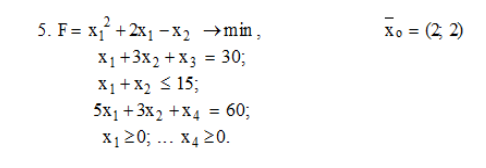 5. F = x₁² + 2x₁ – x₂ → min, x̄₀ = (2; 2)
x₁ + 3x₂ + x₃ = 30;
x₁ + x₂ ≤ 15;
5x₁ + 3x₂ + x₄ = 60;
x₁ ≥ 0; ... x₄ ≥ 0.